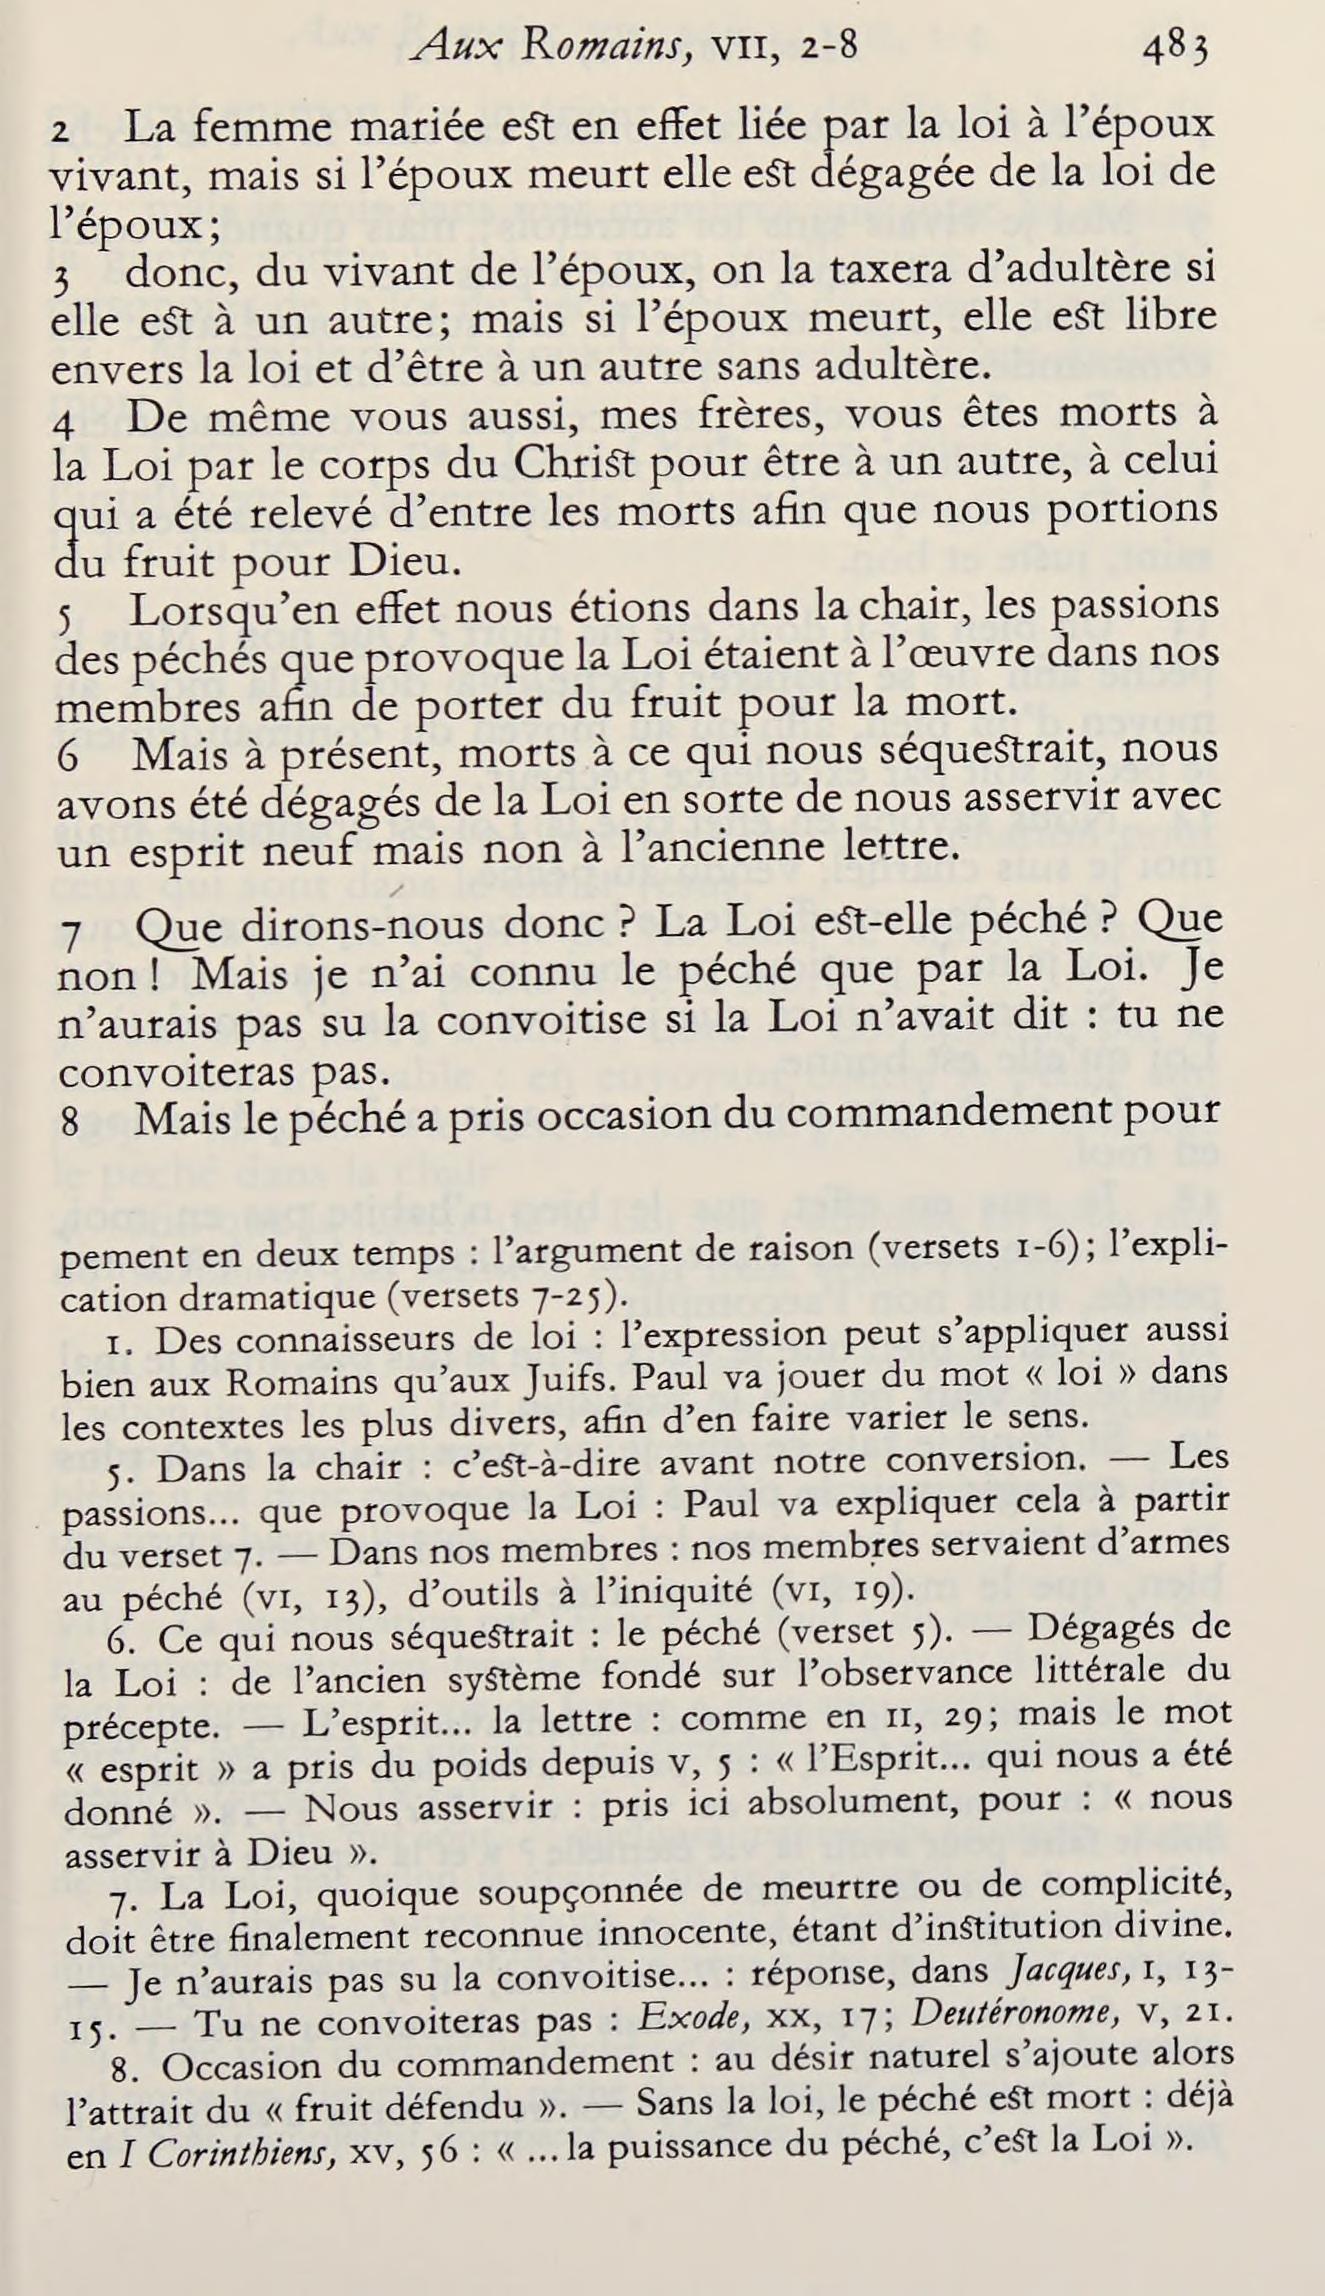 Aux Romains, VII, 2-8 483
2 La femme mariée est en effet liée par la loi à l'époux
vivant, mais si l'époux meurt elle est dégagée de la loi de
l'époux;
3 donc, du vivant de l'époux, on la taxera d'adultère si
elle est à un autre; mais si l'époux meurt, elle est libre
envers la loi et d'être à un autre sans adultère.
4 De même vous aussi, mes frères, vous êtes morts à
la Loi par le corps du Christ pour être à un autre, à celui
qui a été relevé d'entre les morts afin que nous portions
du fruit pour Dieu.
5 Lorsqu'en effet nous étions dans la chair, les passions
des péchés que provoque la Loi étaient à l'œuvre dans nos
membres afin de porter du fruit pour la mort.
6 Mais à présent, morts à ce qui nous séquestrait, nous
avons été dégagés de la Loi en sorte de nous asservir avec
un esprit neuf mais non à l'ancienne lettre.
7 Que dirons-nous donc ? La Loi est-elle péché ? Que
non ! Mais je n'ai connu le péché que par la Loi. Je
n'aurais pas su la convoitise si la Loi n'avait dit : tu ne
convoiteras pas.
8 Mais le péché a pris occasion du commandement pour
pement en deux temps : l'argument de raison (versets 1-6); l'expli-
cation dramatique (versets 7-25).
1. Des connaisseurs de loi : l'expression peut s'appliquer aussi
bien aux Romains qu'aux Juifs. Paul va jouer du mot « loi » dans
les contextes les plus divers, afin d'en faire varier le sens.
5. Dans la chair : c'est-à-dire avant notre conversion. — Les
passions... que provoque la Loi : Paul va expliquer cela à partir
du verset 7. — Dans nos membres : nos membres servaient d'armes
au péché (VI, 13), d'outils à l'iniquité (VI, 19).
6. Ce qui nous séquestrait : le péché (verset 5). — Dégagés de
la Loi : de l'ancien système fondé sur l'observance littérale du
précepte. — L'esprit... la lettre : comme en II, 29; mais le mot
« esprit » a pris du poids depuis V, 5 : « l'Esprit... qui nous a été
donné ». — Nous asservir : pris ici absolument, pour : « nous
asservir à Dieu ».
7. La Loi, quoique soupçonnée de meurtre ou de complicité,
doit être finalement reconnue innocente, étant d'institution divine.
— Je n'aurais pas su la convoitise... : réponse, dans Jacques, I, 13-
15. — Tu ne convoiteras pas : Exode, XX, 17; Deutéronome, V, 21.
8. Occasion du commandement : au désir naturel s'ajoute alors
l'attrait du « fruit défendu ». — Sans la loi, le péché est mort : déjà
en I Corinthiens, XV, 56 : « ... la puissance du péché, c'est la Loi ».